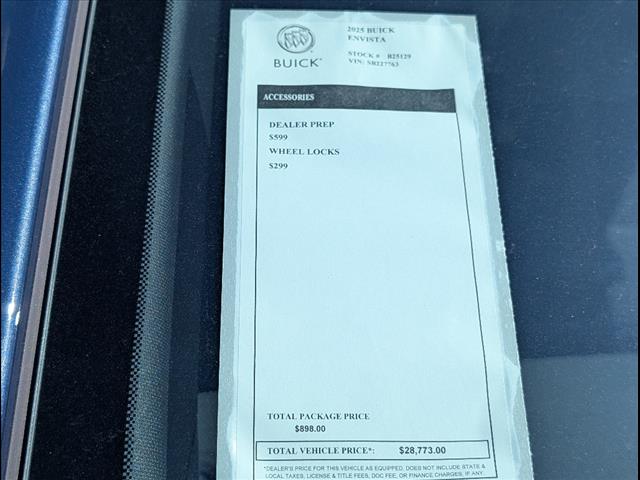 2025 BUICK
ENVISTA
BUICK
STOCK # B25129
VIN: SB227763
ACCESSORIES
DEALER PREP
$599
WHEEL LOCKS
$299
TOTAL PACKAGE PRICE
$898.00
TOTAL VEHICLE PRICE*: $28,773.00
*DEALER'S PRICE FOR THIS VEHICLE AS EQUIPPED. DOES NOT INCLUDE STATE &
LOCAL TAXES, LICENSE & TITLE FEES, DOC FEE, OR FINANCE CHARGES, IF ANY.